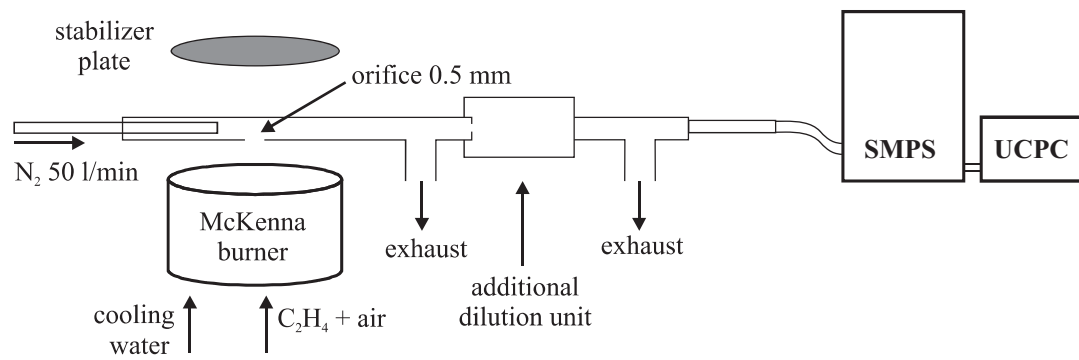 stabilizer
plate
orifice 0.5 mm
N₂ 50 l/min
SMPS
UCPC
McKenna
burner
exhaust
exhaust
additional
dilution unit
cooling
water
C₂H₄ + air